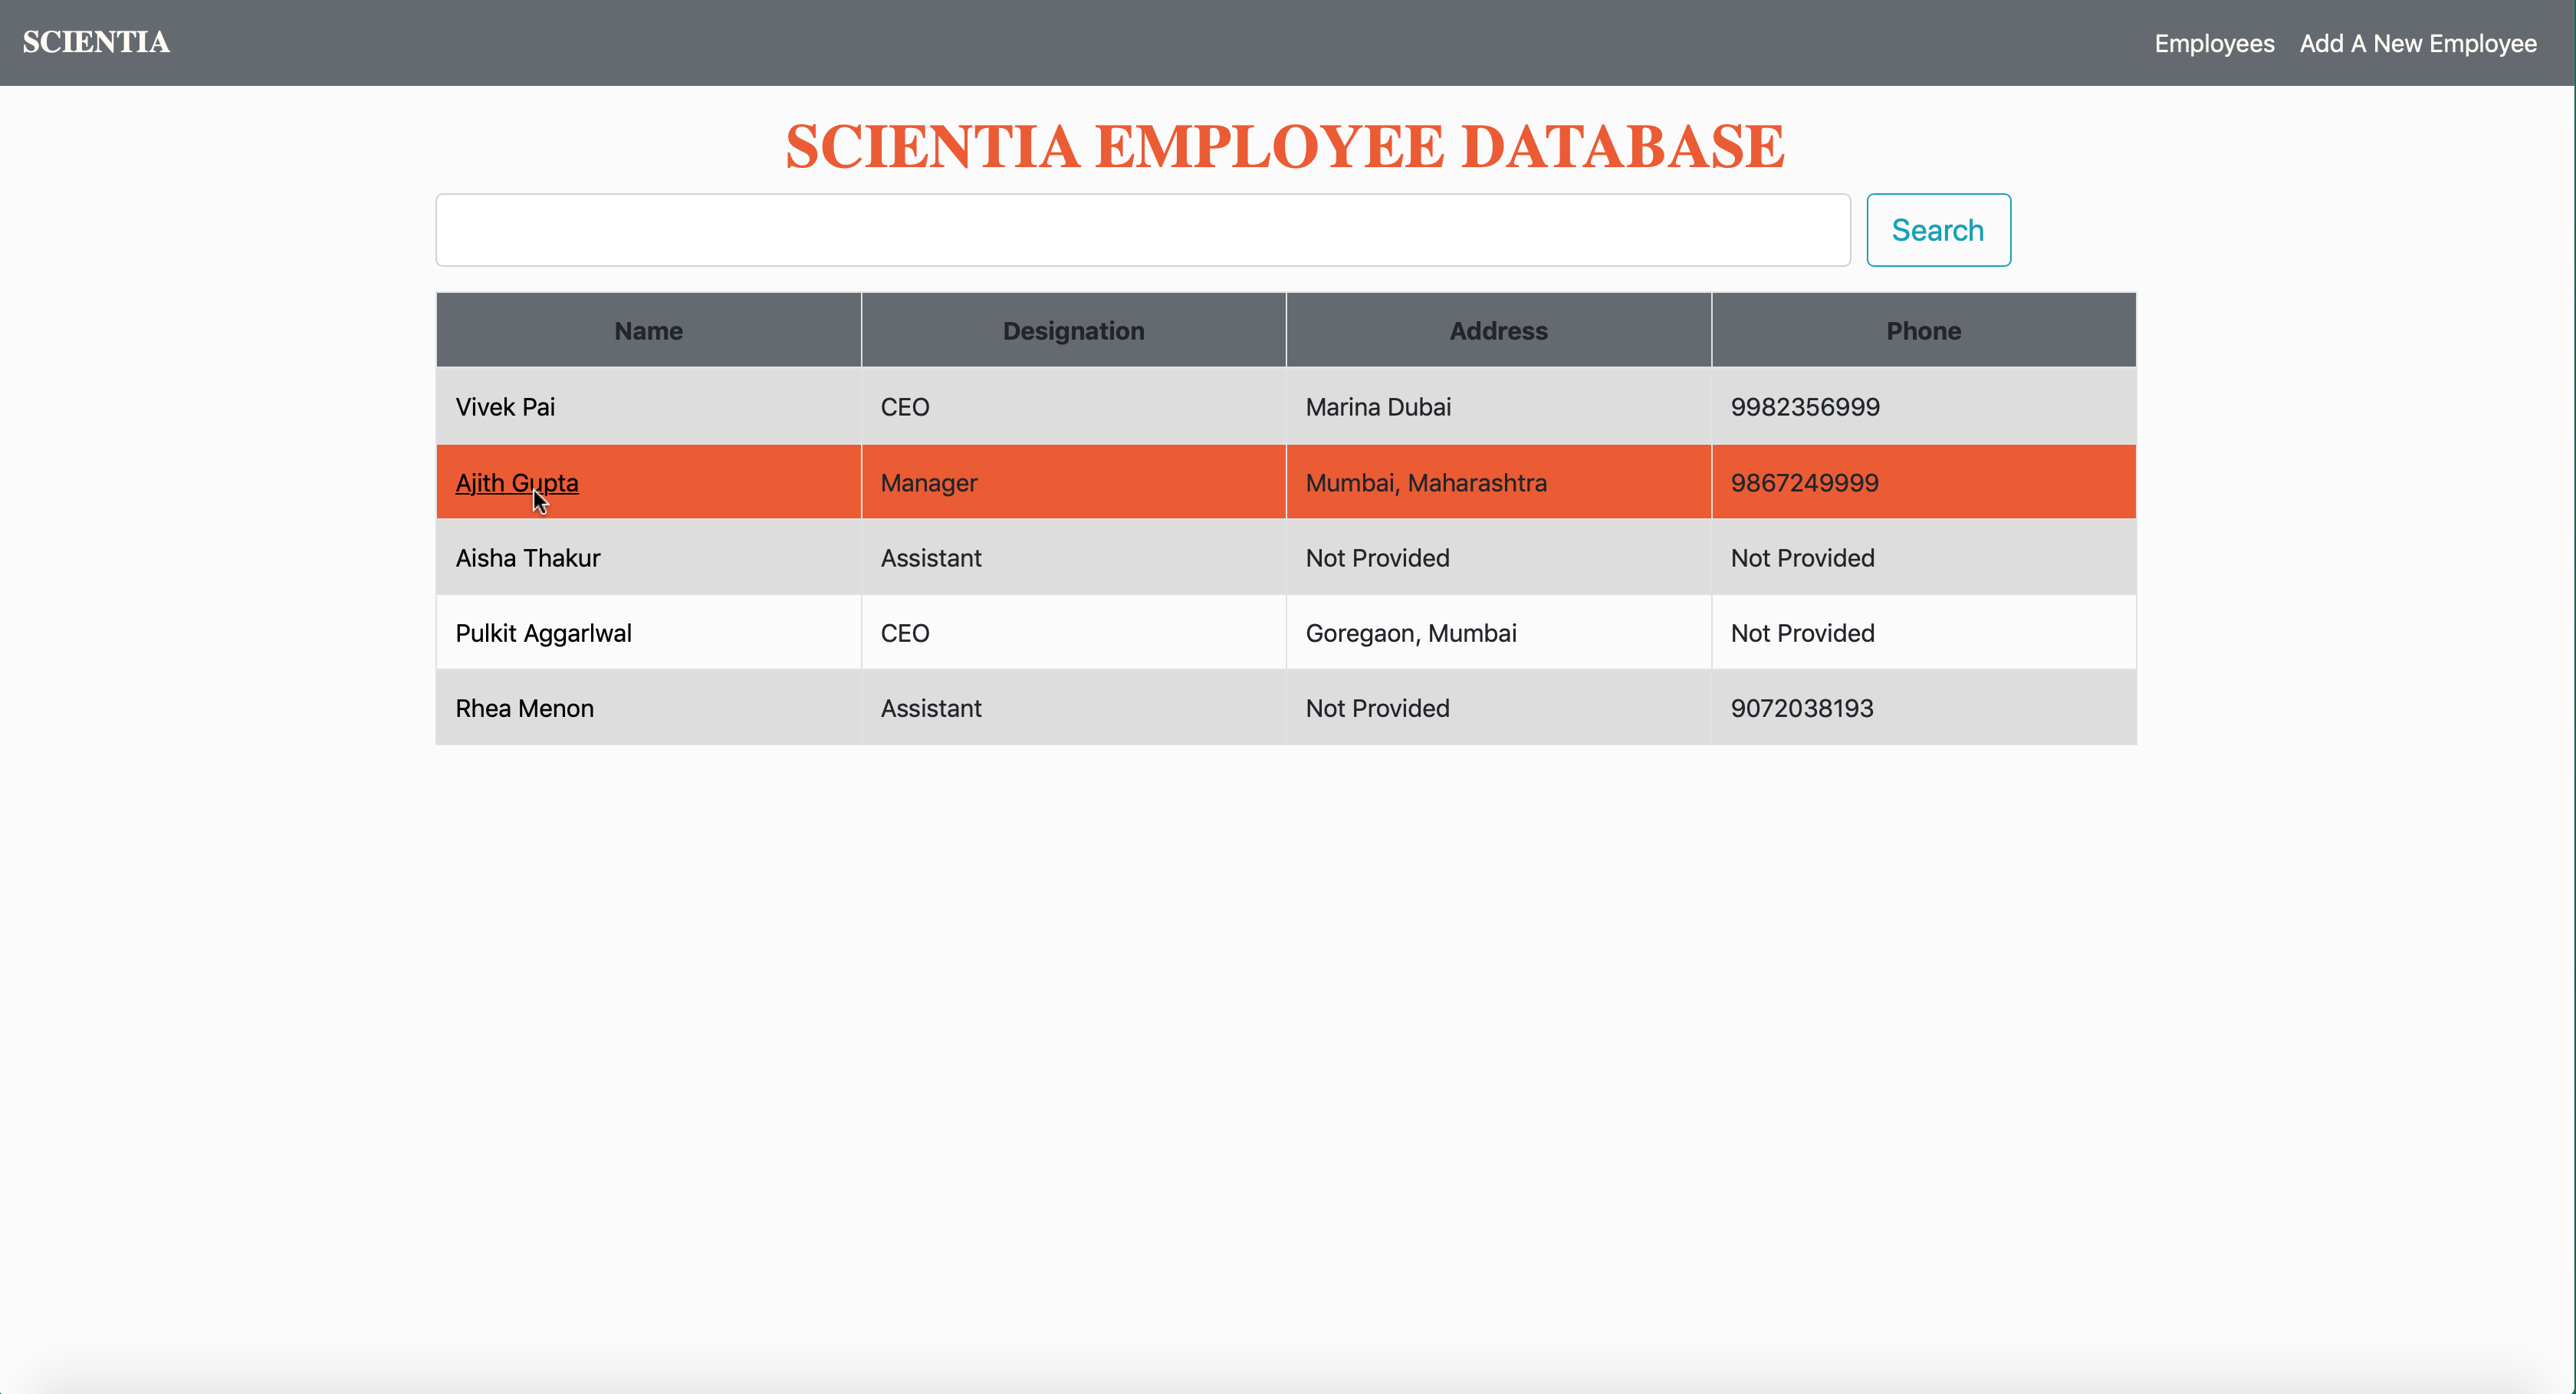 SCIENTIA Employees Add A New Employee
SCIENTIA EMPLOYEE DATABASE
Search
Name Designation Address Phone
Vivek Pai CEO Marina Dubai 9982356999
Ajith Gupta Manager Mumbai, Maharashtra 9867249999
Aisha Thakur Assistant Not Provided Not Provided
Pulkit Aggarlwal CEO Goregaon, Mumbai Not Provided
Rhea Menon Assistant Not Provided 9072038193